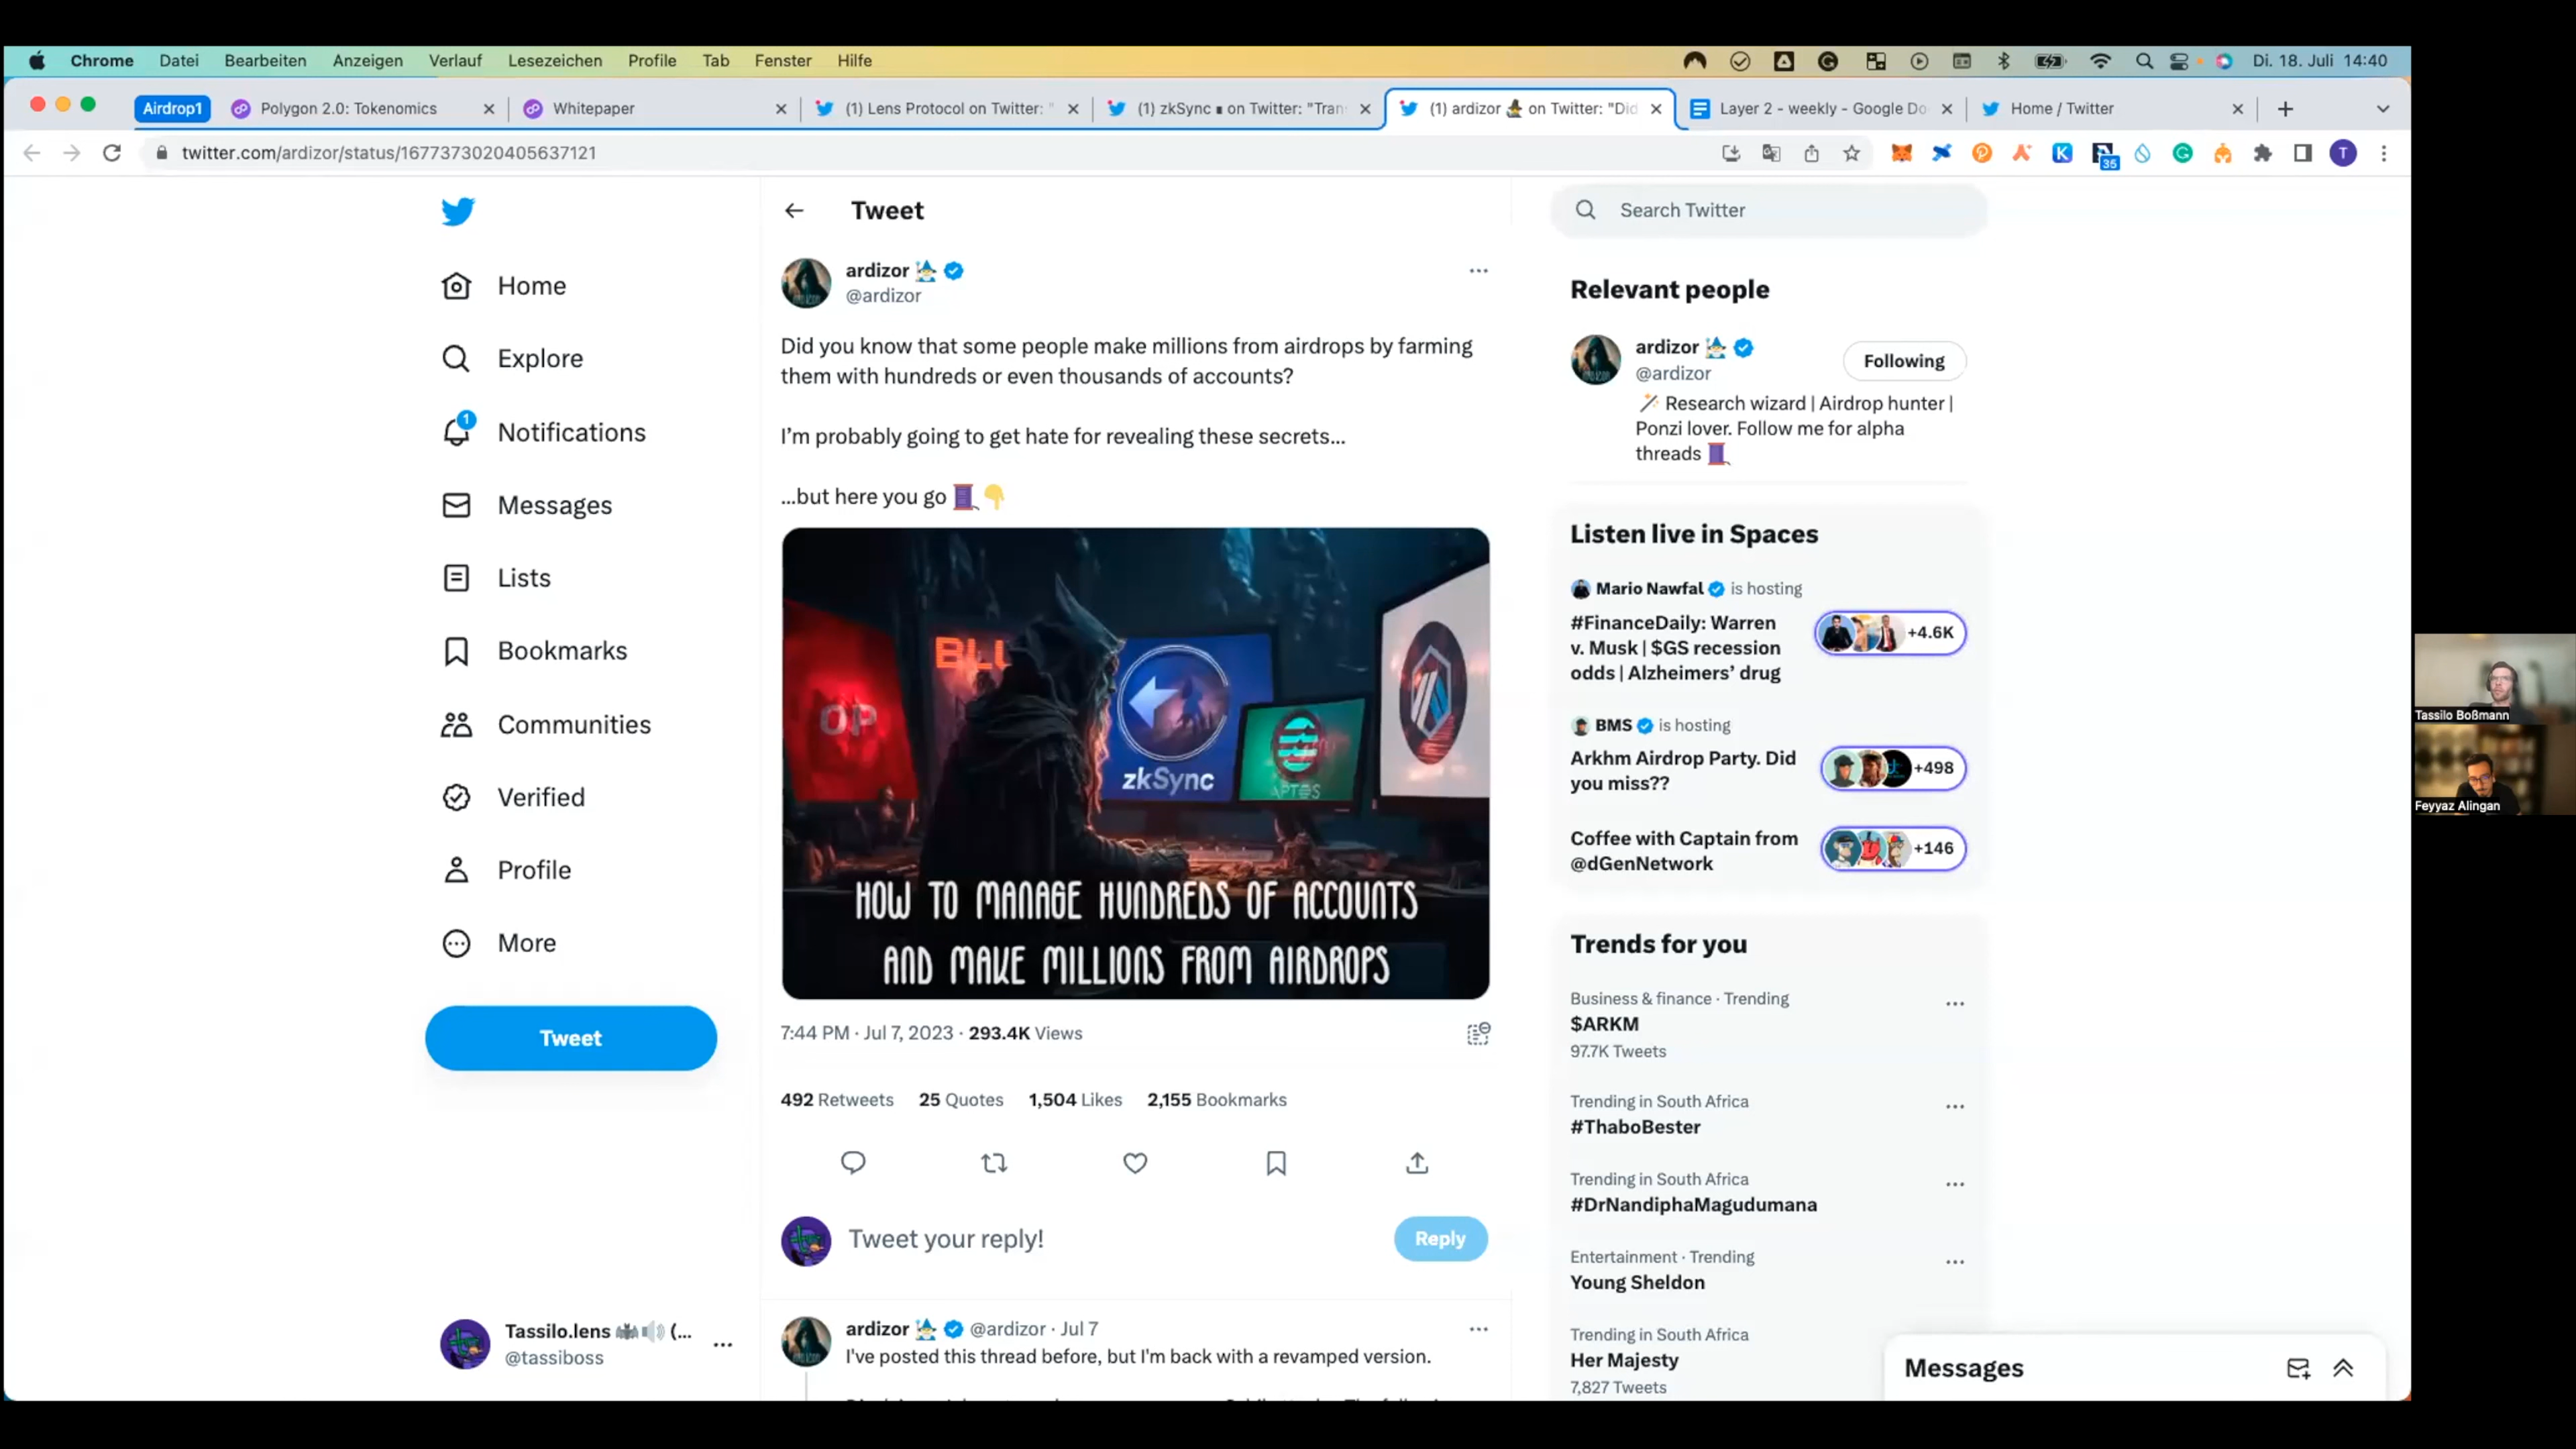 Chrome Datei Bearbeiten Anzeigen Verlauf Lesezeichen Profile Tab Fenster Hilfe Di. 18. Juli 14:40
Airdrop1 Polygon 2.0: Tokenomics Whitepaper (1) Lens Protocol on Twitter: " (1) zkSync on Twitter: "Tran (1) ardizor on Twitter: "Did Layer 2 - weekly - Google Do Home / Twitter
twitter.com/ardizor/status/1677373020405637121
35
T
Home
Explore
1
Notifications
Messages
Lists
Bookmarks
Communities
Verified
Profile
More
Tweet
Tassilo.lens (...
@tassiboss
Tweet
ardizor
@ardizor
Did you know that some people make millions from airdrops by farming
them with hundreds or even thousands of accounts?
I'm probably going to get hate for revealing these secrets...
...but here you go
OP
BLU
zkSync
APTOS
HOW TO MANAGE HUNDREDS OF ACCOUNTS
AND MAKE MILLIONS FROM AIRDROPS
7:44 PM · Jul 7, 2023 · 293.4K Views
492 Retweets 25 Quotes 1,504 Likes 2,155 Bookmarks
Tweet your reply!
Reply
ardizor @ardizor · Jul 7
I've posted this thread before, but I'm back with a revamped version.
Search Twitter
Relevant people
ardizor
@ardizor
Following
Research wizard | Airdrop hunter |
Ponzi lover. Follow me for alpha
threads
Listen live in Spaces
Mario Nawfal is hosting
#FinanceDaily: Warren
v. Musk | $GS recession
odds | Alzheimers' drug
+4.6K
BMS is hosting
Arkhm Airdrop Party. Did
you miss??
+498
Coffee with Captain from
@dGenNetwork
+146
Trends for you
Business & finance · Trending
$ARKM
97.7K Tweets
Trending in South Africa
#ThaboBester
Trending in South Africa
#DrNandiphaMagudumana
Entertainment · Trending
Young Sheldon
Trending in South Africa
Her Majesty
7,827 Tweets
Messages
Tassilo Boßmann
Feyyaz Alingan